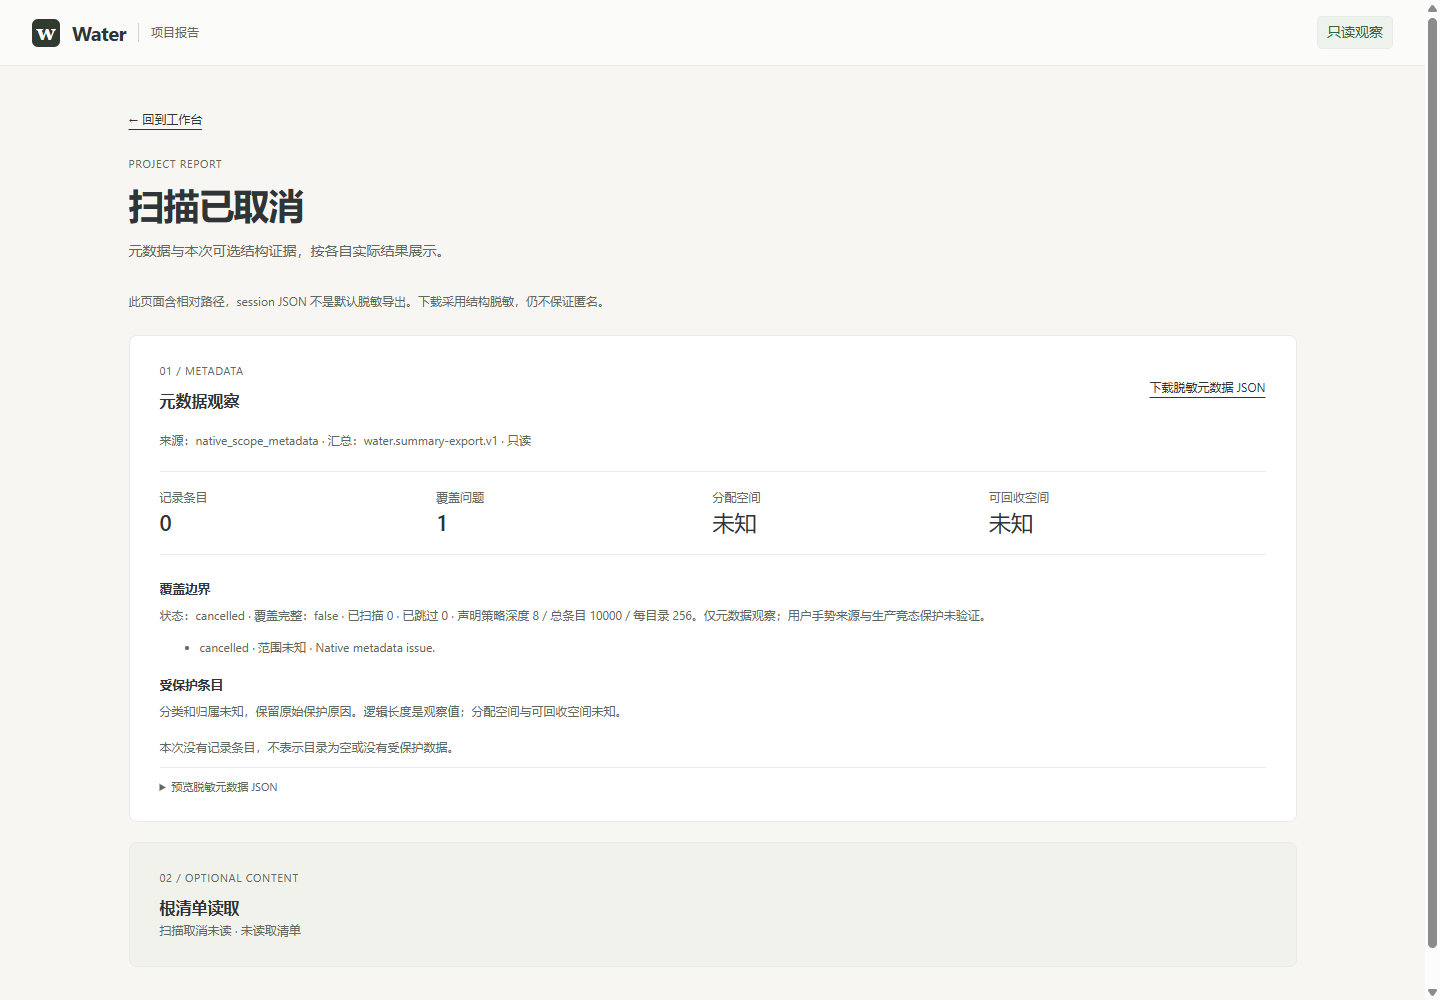 w Water 项目报告
只读观察
← 回到工作台
PROJECT REPORT
扫描已取消
元数据与本次可选结构证据，按各自实际结果展示。
此页面含相对路径，session JSON 不是默认脱敏导出。下载采用结构脱敏，仍不保证匿名。
01 / METADATA
元数据观察
下载脱敏元数据 JSON
来源：native_scope_metadata · 汇总：water.summary-export.v1 · 只读
记录条目
0
覆盖问题
1
分配空间
未知
可回收空间
未知
覆盖边界
状态：cancelled · 覆盖完整：false · 已扫描 0 · 已跳过 0 · 声明策略深度 8 / 总条目 10000 / 每目录 256。仅元数据观察；用户手势来源与生产竞态保护未验证。
• cancelled · 范围未知 · Native metadata issue.
受保护条目
分类和归属未知，保留原始保护原因。逻辑长度是观察值；分配空间与可回收空间未知。
本次没有记录条目，不表示目录为空或没有受保护数据。
▶ 预览脱敏元数据 JSON
02 / OPTIONAL CONTENT
根清单读取
扫描取消未读 · 未读取清单